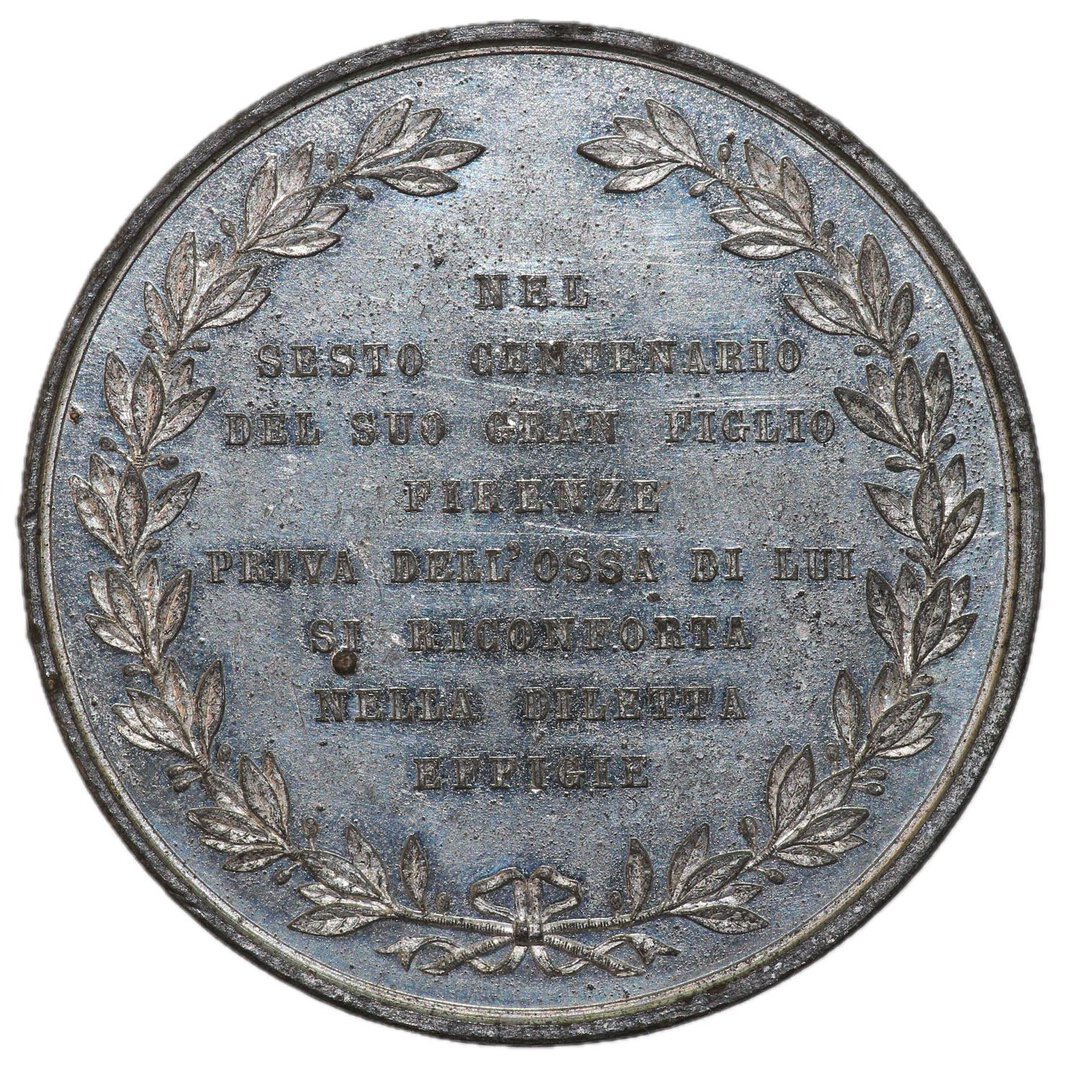 NEL
SESTO CENTENARIO
DEL SUO GRAN FIGLIO
FIRENZE
PRIVA DELL'OSSA DI LUI
SI RICONFORTA
NELLA DILETTA
EFFIGIE